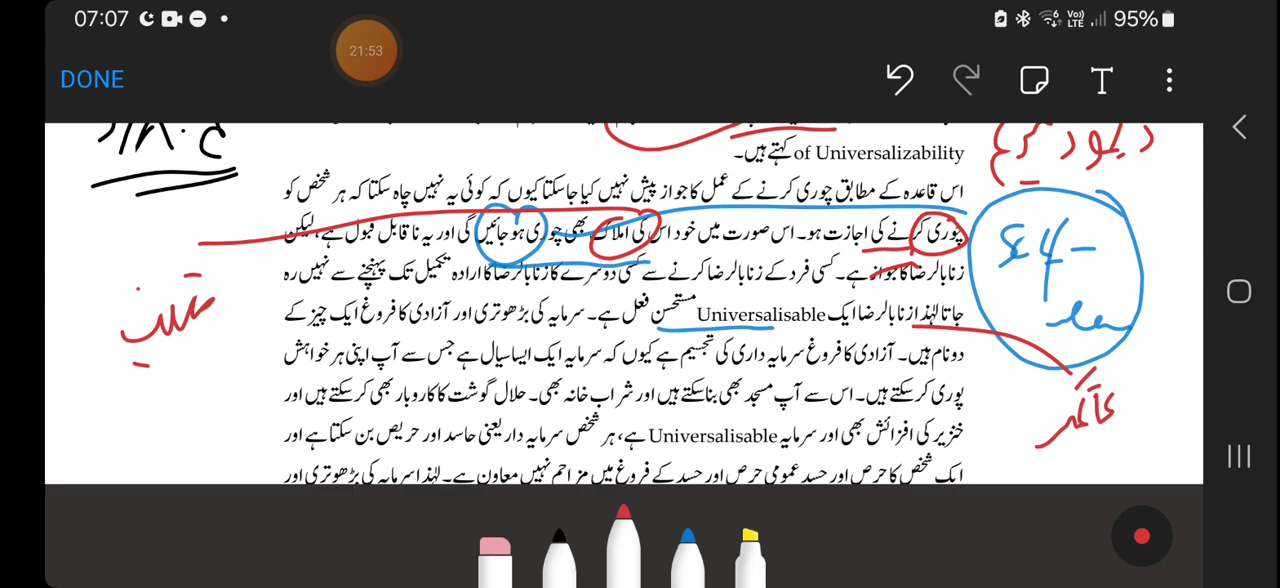 07:07
21:53
95%
DONE
of Universalizability کہتے ہیں۔
اس قاعدہ کے مطابق چوری کرنے کے عمل کا جواز پیش نہیں کیا جاسکتا کیوں کہ کوئی یہ نہیں چاہ سکتا کہ ہر شخص کو
چوری کرنے کی اجازت ہو۔ اس صورت میں خود اس کی املاک بھی چوری ہو جائیں گی اور یہ نا قابل قبول ہے، لیکن
زنا بالرضا کا جواز ہے۔ کسی فرد کے زنا بالرضا کرنے سے کسی دوسرے کا زنا بالرضا کا ارادہ تکمیل تک پہنچنے سے نہیں رہ
جاتا لہٰذا زنا بالرضا ایک Universalisable مستحسن فعل ہے۔ سرمایہ کی بڑھوتری اور آزادی کا فروغ ایک چیز کے
دو نام ہیں۔ آزادی کا فروغ سرمایہ داری کی تجسیم ہے کیوں کہ سرمایہ ایک ایسا سیال ہے جس سے آپ اپنی ہر خواہش
پوری کر سکتے ہیں۔ اس سے آپ مسجد بھی بنا سکتے ہیں اور شراب خانہ بھی۔ حلال گوشت کا کاروبار بھی کر سکتے ہیں اور
خنزیر کی افزائش بھی اور سرمایہ Universalisable ہے، ہر شخص سرمایہ دار یعنی حاسد اور حریص بن سکتا ہے اور
ایک شخص کا حرص اور حسد عمومی حرص اور حسد کے فروغ میں مزاحم نہیں معاون ہے۔ لہٰذا سرمایہ کی بڑھوتری اور